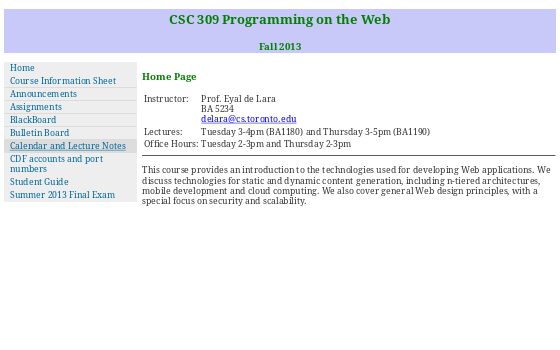 CSC 309 Programming on the Web
Fall 2013
Home
Course Information Sheet
Announcements
Assignments
BlackBoard
Bulletin Board
Calendar and Lecture Notes
CDF accounts and port
numbers
Student Guide
Summer 2013 Final Exam
Home Page
Instructor: Prof. Eyal de Lara
BA 5234
delara@cs.toronto.edu
Lectures: Tuesday 3-4pm (BA1180) and Thursday 3-5pm (BA1190)
Office Hours: Tuesday 2-3pm and Thursday 2-3pm
This course provides an introduction to the technologies used for developing Web applications. We
discuss technologies for static and dynamic content generation, including n-tiered architectures,
mobile development and cloud computing. We also cover general Web design principles, with a
special focus on security and scalability.